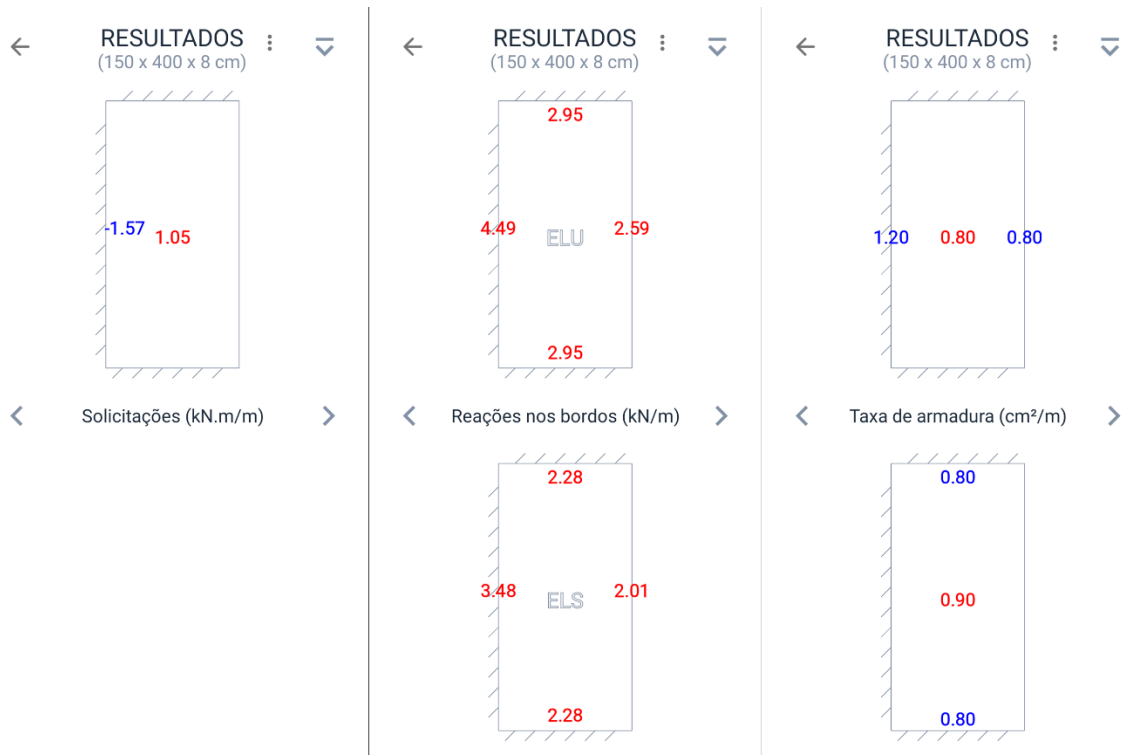 RESULTADOS
(150 x 400 x 8 cm)
-1.57
1.05
Solicitações (kN.m/m)
RESULTADOS
(150 x 400 x 8 cm)
2.95
4.49
ELU
2.59
2.95
Reações nos bordos (kN/m)
2.28
3.48
ELS
2.01
2.28
RESULTADOS
(150 x 400 x 8 cm)
1.20
0.80
0.80
Taxa de armadura (cm²/m)
0.80
0.90
0.80